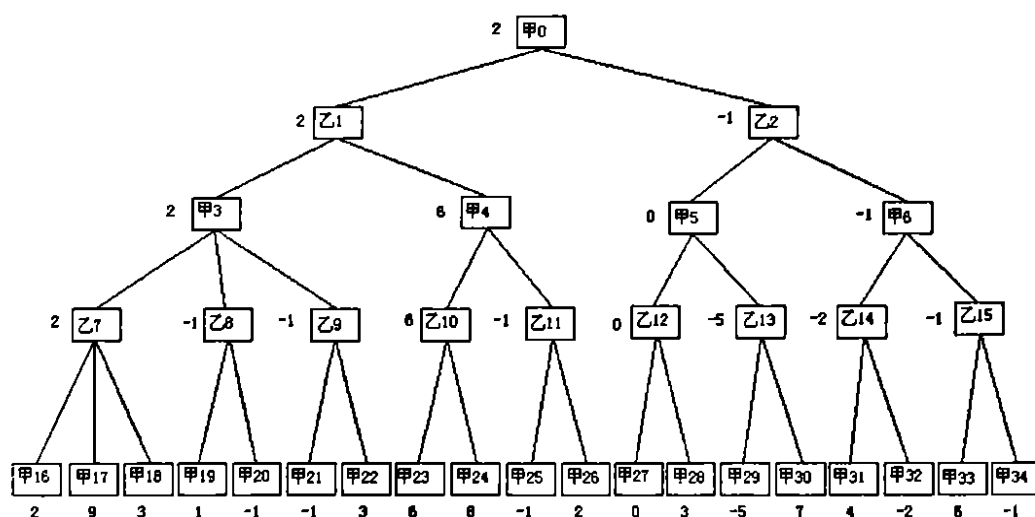 2 甲0
2 乙1 -1 乙2
2 甲3 6 甲4 0 甲5 -1 甲6
2 乙7 -1 乙8 -1 乙9 6 乙10 -1 乙11 0 乙12 -5 乙13 -2 乙14 -1 乙15
甲16 甲17 甲18 甲19 甲20 甲21 甲22 甲23 甲24 甲25 甲26 甲27 甲28 甲29 甲30 甲31 甲32 甲33 甲34
2 9 3 1 -1 -1 3 6 8 -1 2 0 3 -5 7 4 -2 6 -1